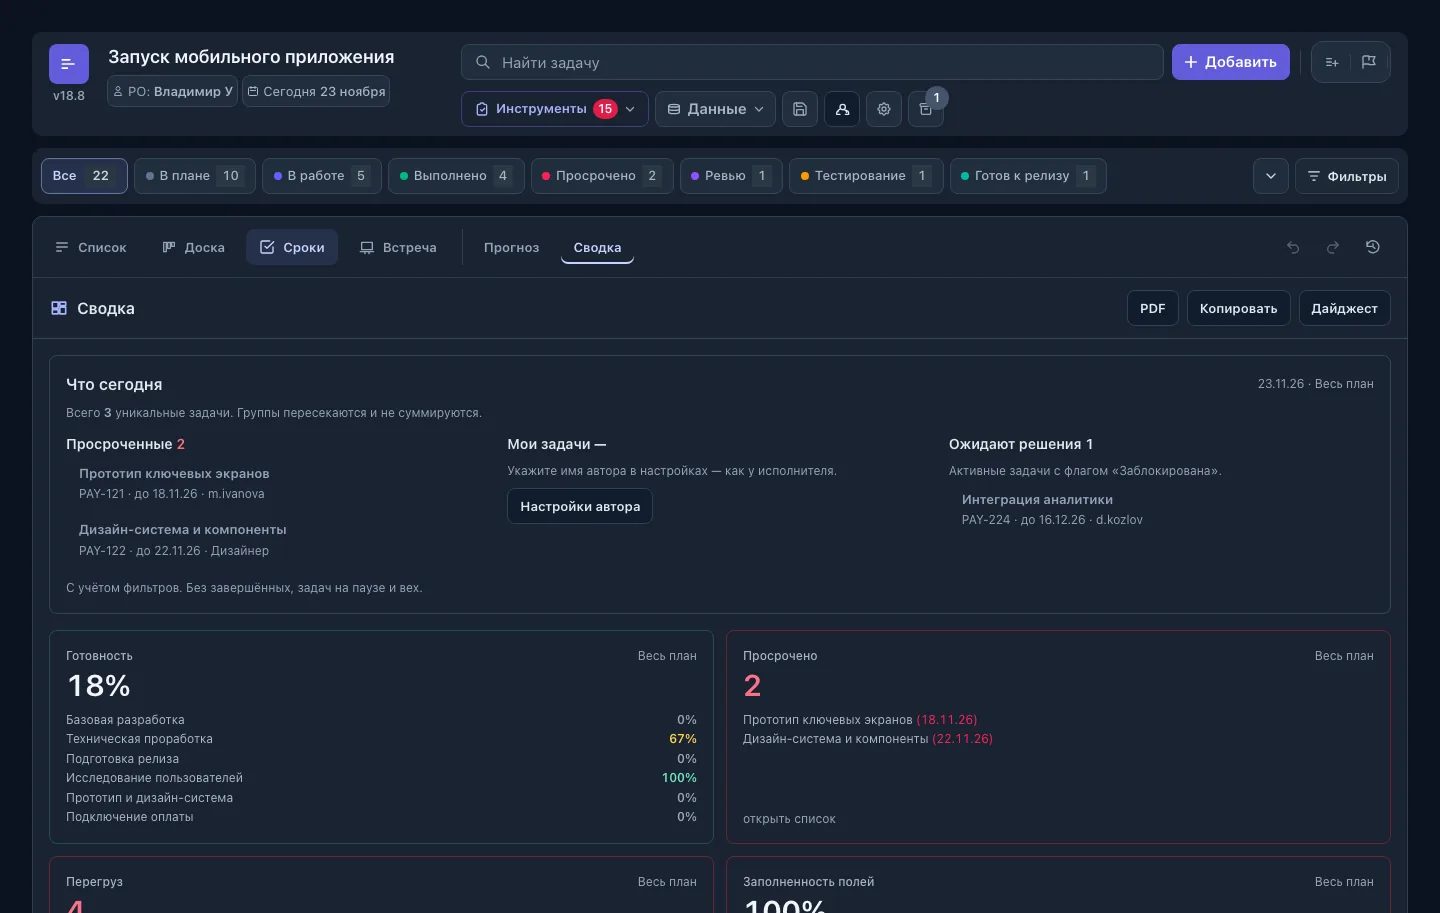 Запуск мобильного приложения
v18.8
PO: Владимир У
Сегодня 23 ноября
Найти задачу
Добавить
Инструменты 15
Данные
1
Все 22
В плане 10
В работе 5
Выполнено 4
Просрочено 2
Ревью 1
Тестирование 1
Готов к релизу 1
Фильтры
Список
Доска
Сроки
Встреча
Прогноз
Сводка
Сводка
PDF
Копировать
Дайджест
Что сегодня
23.11.26 · Весь план
Всего 3 уникальные задачи. Группы пересекаются и не суммируются.
Просроченные 2
Прототип ключевых экранов
PAY-121 · до 18.11.26 · m.ivanova
Дизайн-система и компоненты
PAY-122 · до 22.11.26 · Дизайнер
Мои задачи —
Укажите имя автора в настройках — как у исполнителя.
Настройки автора
Ожидают решения 1
Активные задачи с флагом «Заблокирована».
Интеграция аналитики
PAY-224 · до 16.12.26 · d.kozlov
С учётом фильтров. Без завершённых, задач на паузе и вех.
Готовность
Весь план
18%
Базовая разработка 0%
Техническая проработка 67%
Подготовка релиза 0%
Исследование пользователей 100%
Прототип и дизайн-система 0%
Подключение оплаты 0%
Просрочено
Весь план
2
Прототип ключевых экранов (18.11.26)
Дизайн-система и компоненты (22.11.26)
открыть список
Перегруз
Весь план
4
Заполненность полей
Весь план
100%